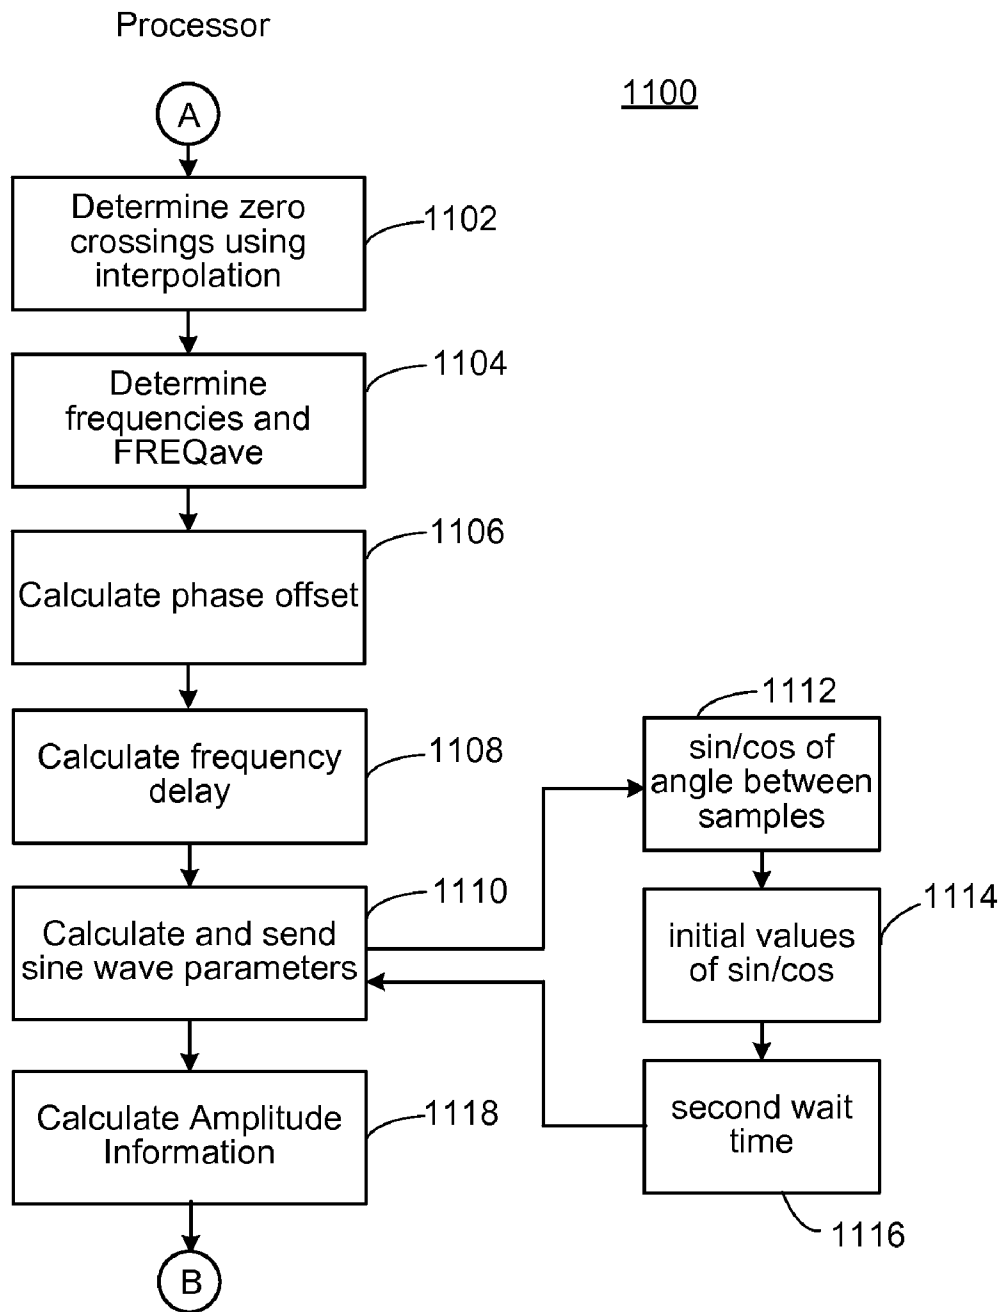 Processor
1100
A
Determine zero
crossings using
interpolation
1102
Determine
frequencies and
FREQave
1104
Calculate phase offset
1106
Calculate frequency
delay
1108
Calculate and send
sine wave parameters
1110
sin/cos of
angle between
samples
1112
initial values
of sin/cos
1114
second wait
time
1116
Calculate Amplitude
Information
1118
B